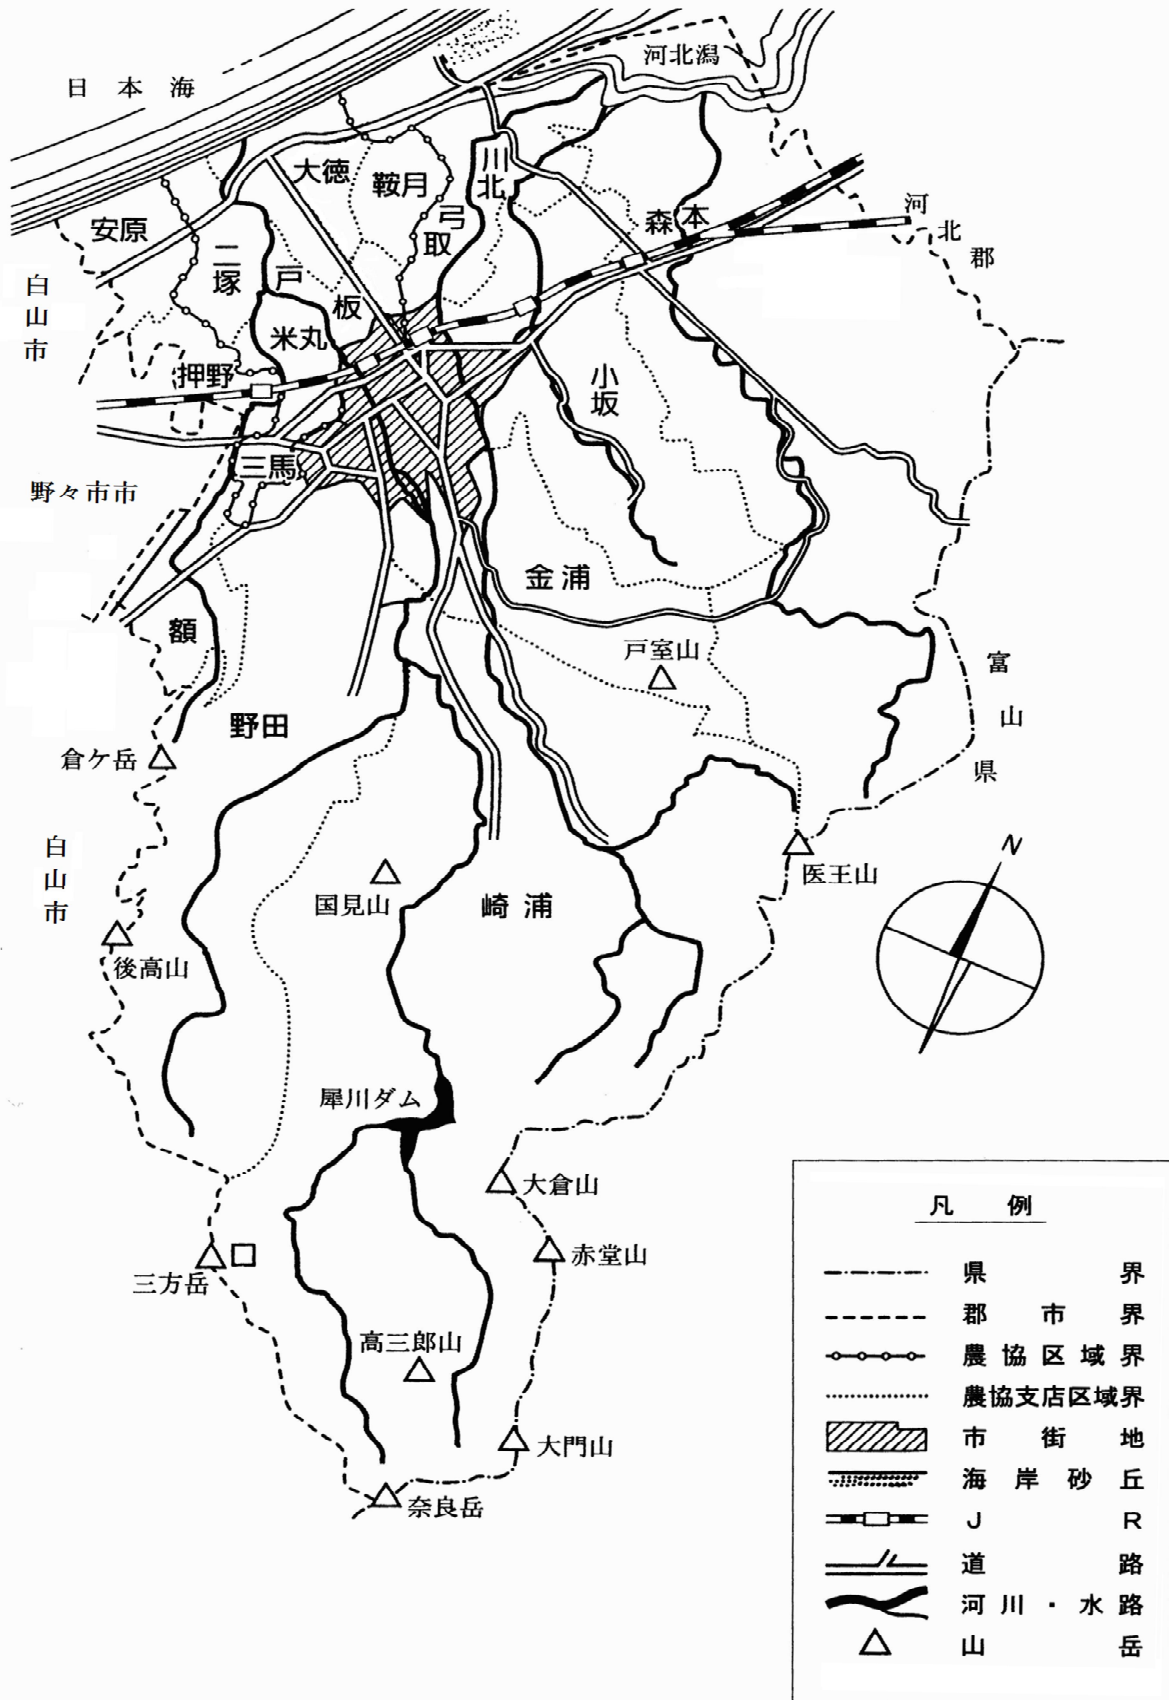 日本海
河北潟
大徳
鞍月
川北
弓取
森本
河北郡
安原
二塚
戸板
白山市
米丸
押野
小坂
三馬
野々市市
金浦
額
戸室山
富山県
野田
倉ケ岳
白山市
医王山
N
国見山
崎浦
後高山
犀川ダム
大倉山
三方岳
赤堂山
高三郎山
大門山
奈良岳
凡例
県界
郡市界
農協区域界
農協支店区域界
市街地
海岸砂丘
JR
道路
河川・水路
山岳